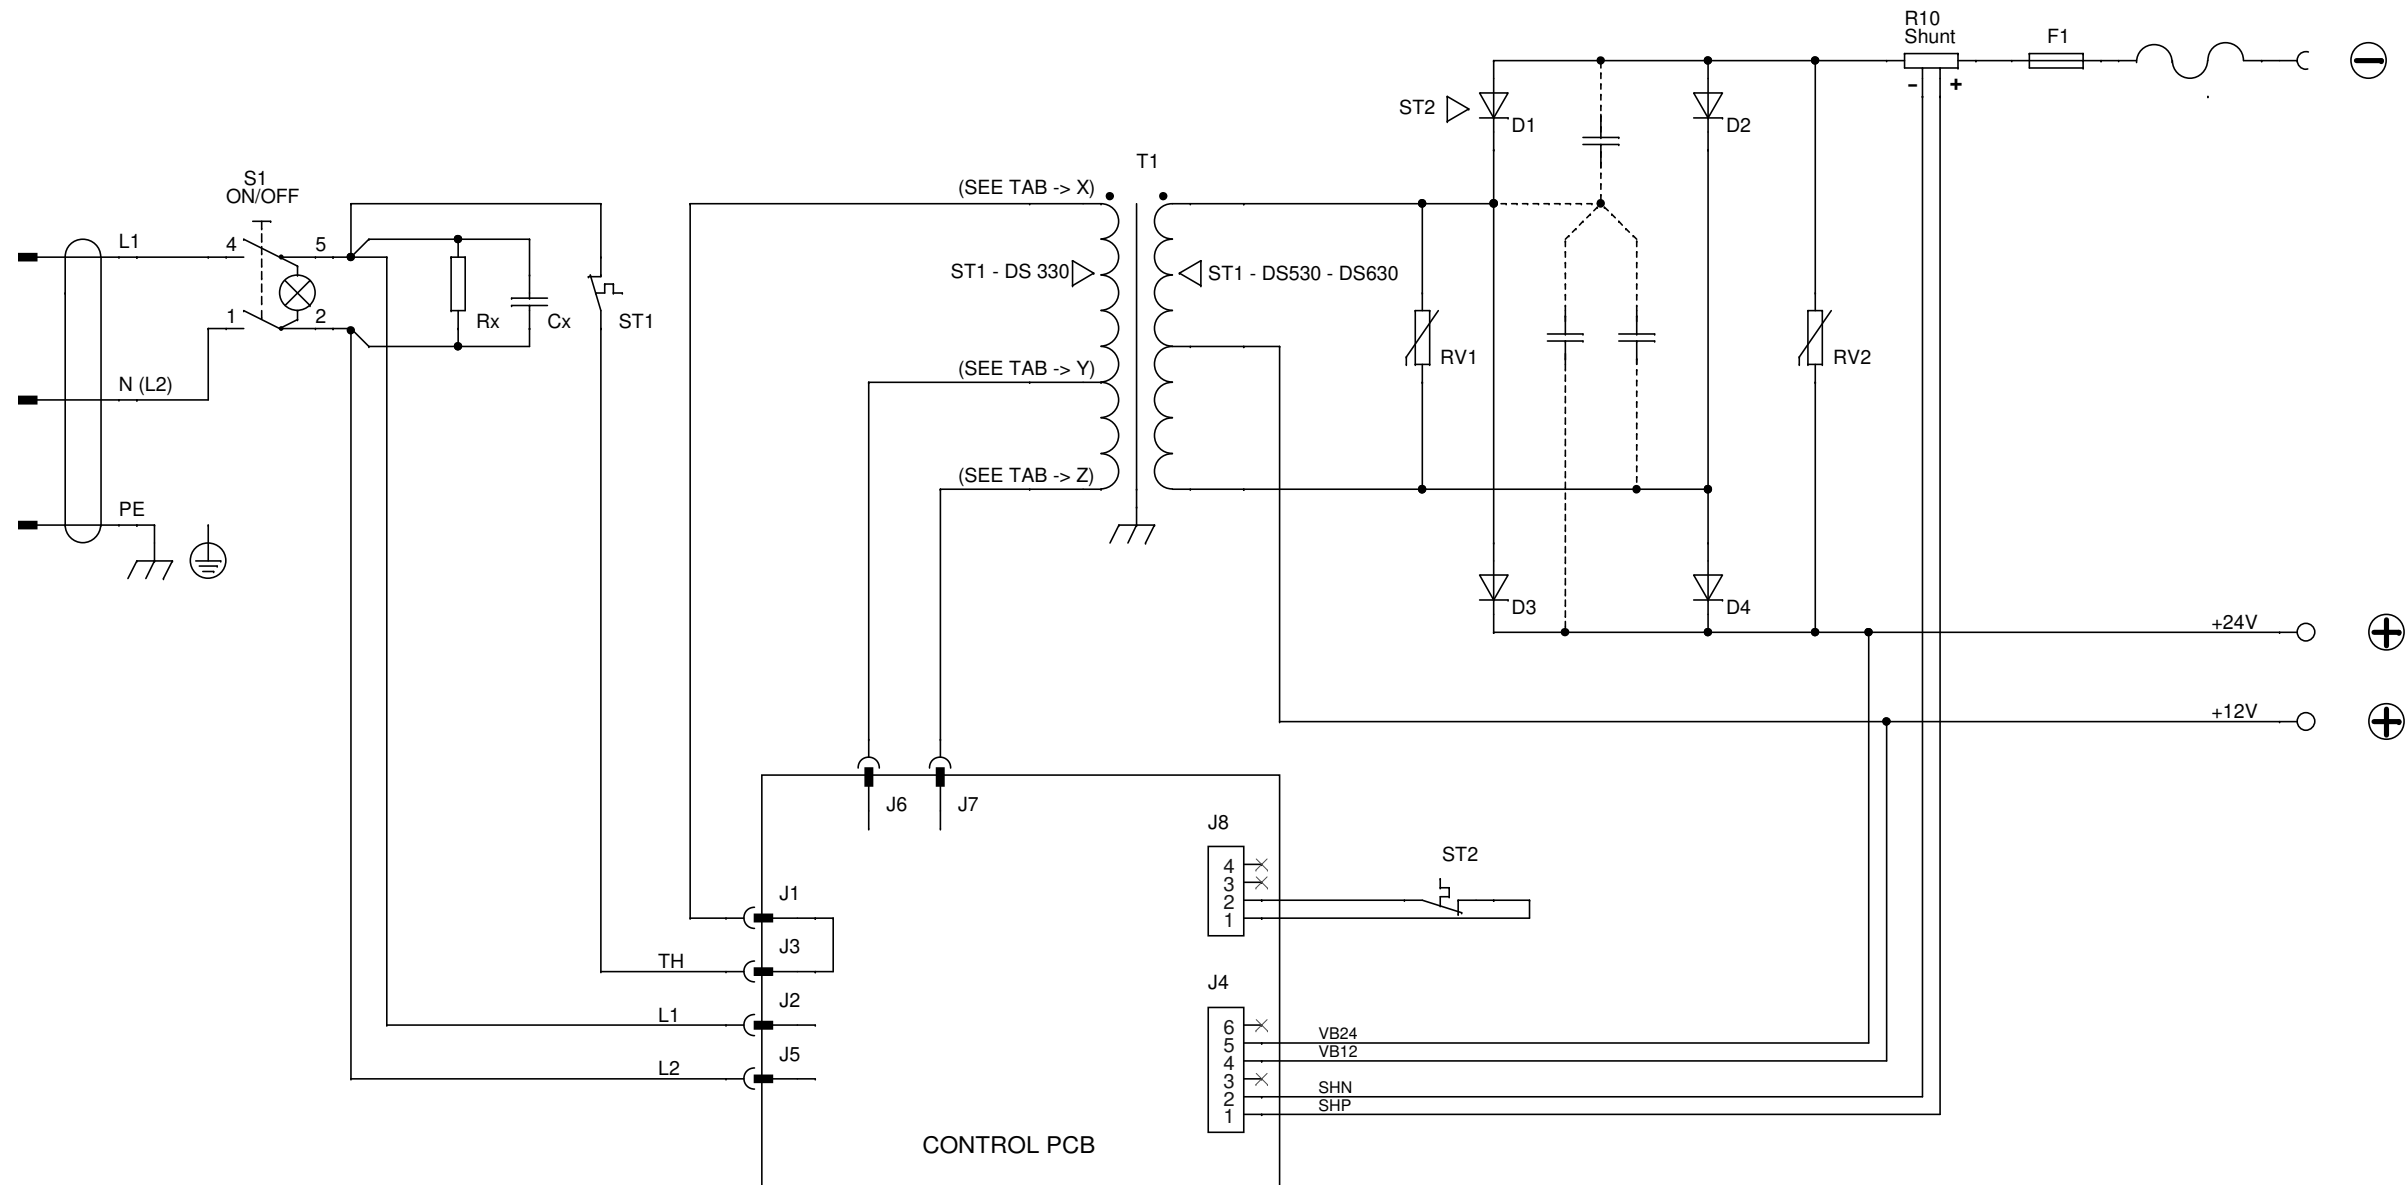 R10
Shunt
F1
-
+
ST2
D1
D2
T1
S1
ON/OFF
(SEE TAB -> X)
L1
4
5
ST1 - DS 330
ST1 - DS530 - DS630
1
2
Rx
Cx
ST1
RV1
RV2
(SEE TAB -> Y)
N (L2)
(SEE TAB -> Z)
PE
D3
D4
+24V
+12V
J6
J7
J8
4
3
2
1
ST2
J1
J3
TH
J2
L1
J5
L2
J4
6
5
4
3
2
1
VB24
VB12
SHN
SHP
CONTROL PCB